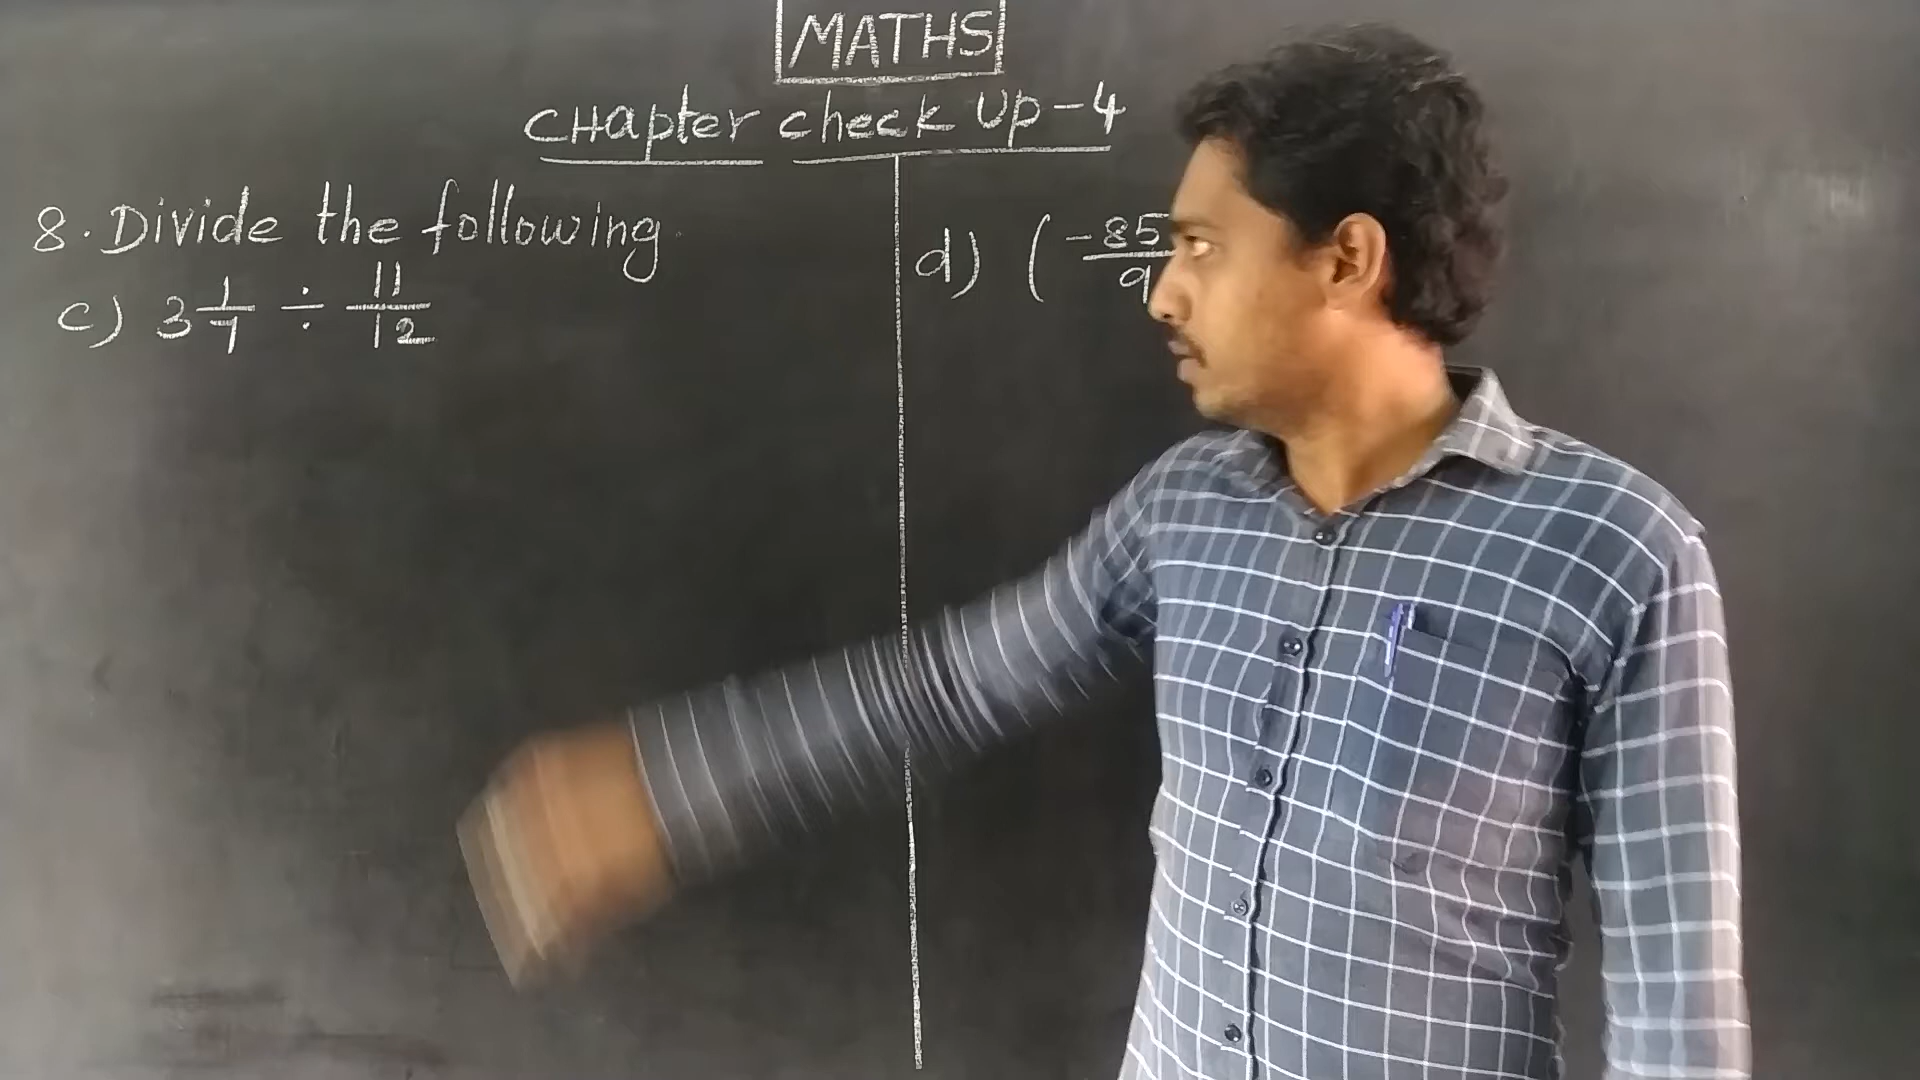 MATHS
CHapter check Up-4
8. Divide the following.
c) 3 1/7 ÷ 11/12
d) (-85/9